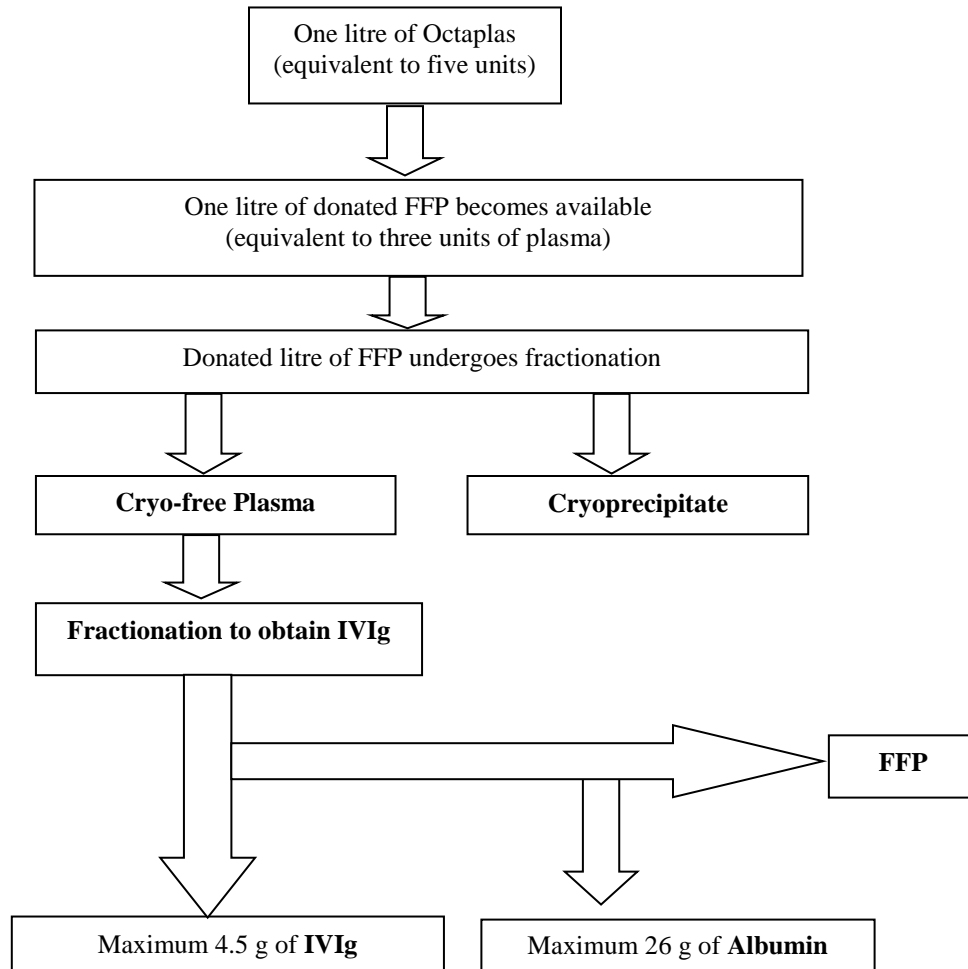 One litre of Octaplas
(equivalent to five units)
One litre of donated FFP becomes available
(equivalent to three units of plasma)
Donated litre of FFP undergoes fractionation
Cryo-free Plasma
Cryoprecipitate
Fractionation to obtain IVIg
FFP
Maximum 4.5 g of IVIg
Maximum 26 g of Albumin